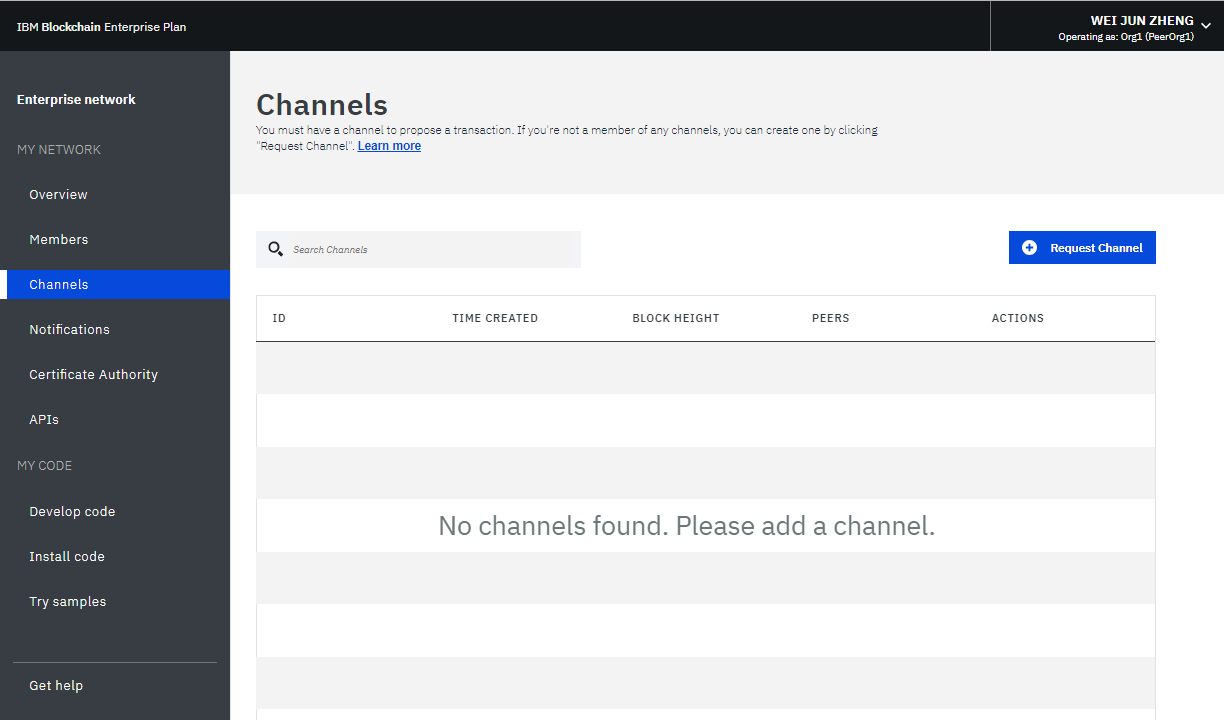 IBM Blockchain Enterprise Plan
WEI JUN ZHENG
Operating as: Org1 (PeerOrg1)
Enterprise network
MY NETWORK
Overview
Members
Channels
Notifications
Certificate Authority
APIs
MY CODE
Develop code
Install code
Try samples
Get help
Channels
You must have a channel to propose a transaction. If you're not a member of any channels, you can create one by clicking
"Request Channel". Learn more
Search Channels
Request Channel
ID TIME CREATED BLOCK HEIGHT PEERS ACTIONS
No channels found. Please add a channel.